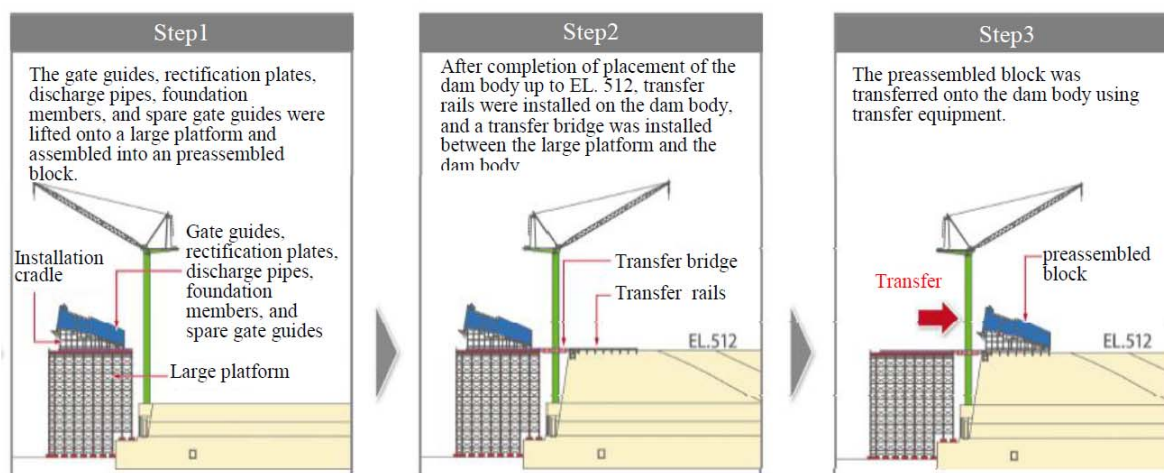 Step1
The gate guides, rectification plates,
discharge pipes, foundation
members, and spare gate guides were
lifted onto a large platform and
assembled into an preassembled
block.
Installation
cradle
Gate guides,
rectification plates,
discharge pipes,
foundation
members, and
spare gate guides
Large platform
Step2
After completion of placement of the
dam body up to EL. 512, transfer
rails were installed on the dam body,
and a transfer bridge was installed
between the large platform and the
dam body
Transfer bridge
Transfer rails
EL.512
Step3
The preassembled block was
transferred onto the dam body using
transfer equipment.
Transfer
preassembled
block
EL.512